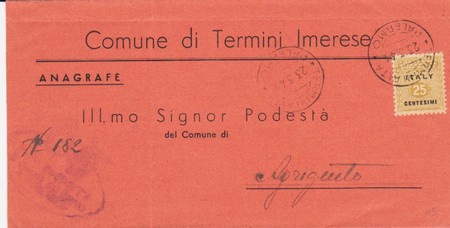 Comune di Termini Imerese
ANAGRAFE
ITALY
25
CENTESIMI
Ill.mo Signor Podestà
del Comune di
N° 182
Agrigento